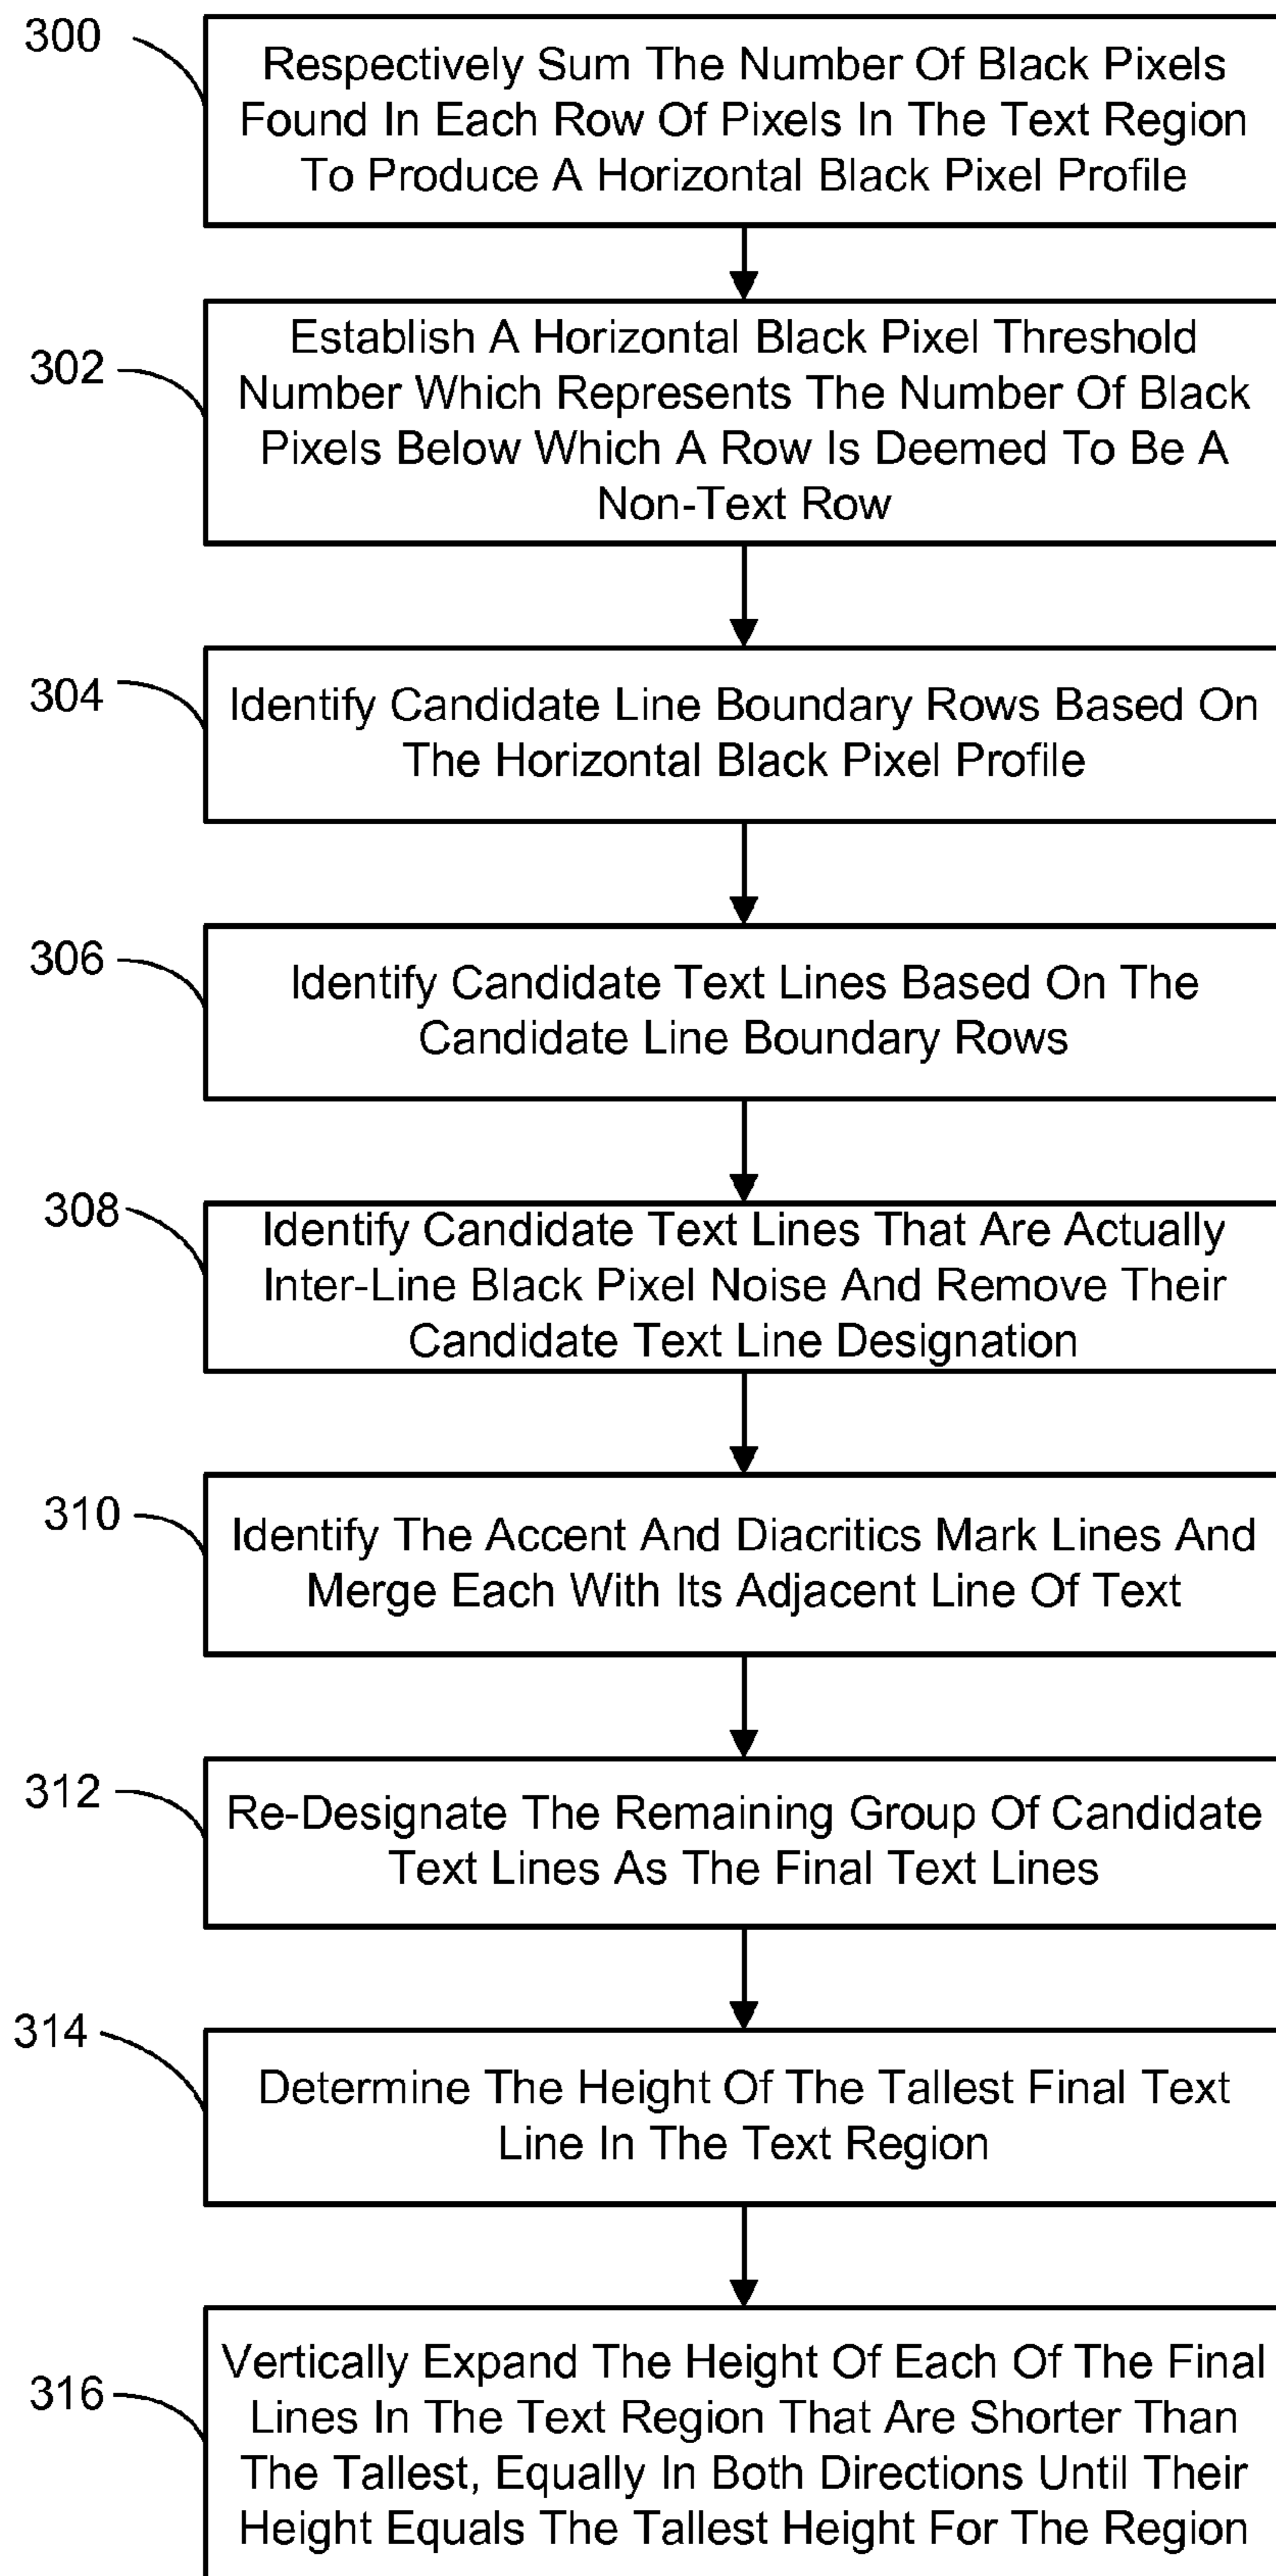 300
Respectively Sum The Number Of Black Pixels
Found In Each Row Of Pixels In The Text Region
To Produce A Horizontal Black Pixel Profile
302
Establish A Horizontal Black Pixel Threshold
Number Which Represents The Number Of Black
Pixels Below Which A Row Is Deemed To Be A
Non-Text Row
304
Identify Candidate Line Boundary Rows Based On
The Horizontal Black Pixel Profile
306
Identify Candidate Text Lines Based On The
Candidate Line Boundary Rows
308
Identify Candidate Text Lines That Are Actually
Inter-Line Black Pixel Noise And Remove Their
Candidate Text Line Designation
310
Identify The Accent And Diacritics Mark Lines And
Merge Each With Its Adjacent Line Of Text
312
Re-Designate The Remaining Group Of Candidate
Text Lines As The Final Text Lines
314
Determine The Height Of The Tallest Final Text
Line In The Text Region
316
Vertically Expand The Height Of Each Of The Final
Lines In The Text Region That Are Shorter Than
The Tallest, Equally In Both Directions Until Their
Height Equals The Tallest Height For The Region